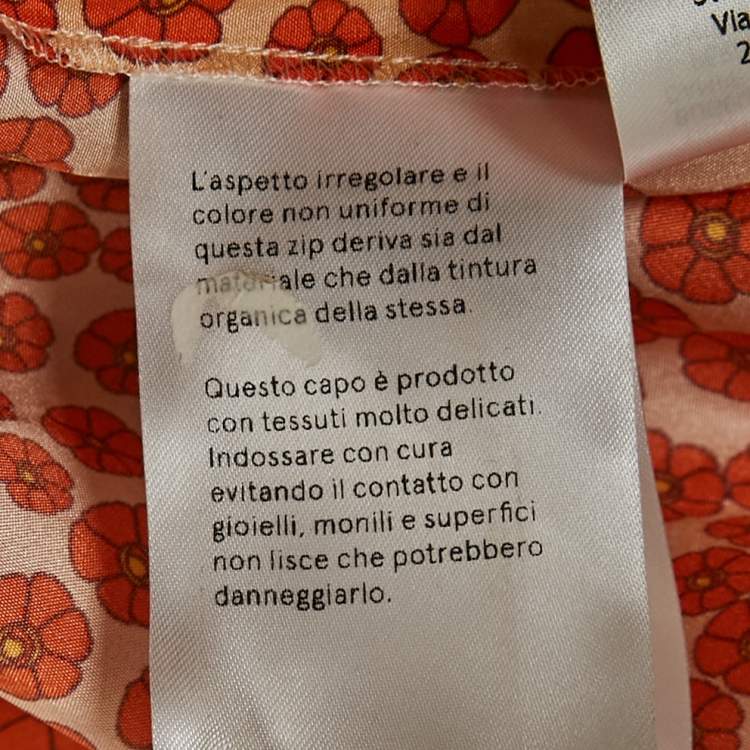 L'aspetto irregolare e il
colore non uniforme di
questa zip deriva sia dal
materiale che dalla tintura
organica della stessa.
Questo capo è prodotto
con tessuti molto delicati.
Indossare con cura
evitando il contatto con
gioielli, monili e superfici
non lisce che potrebbero
danneggiarlo.
Via
2